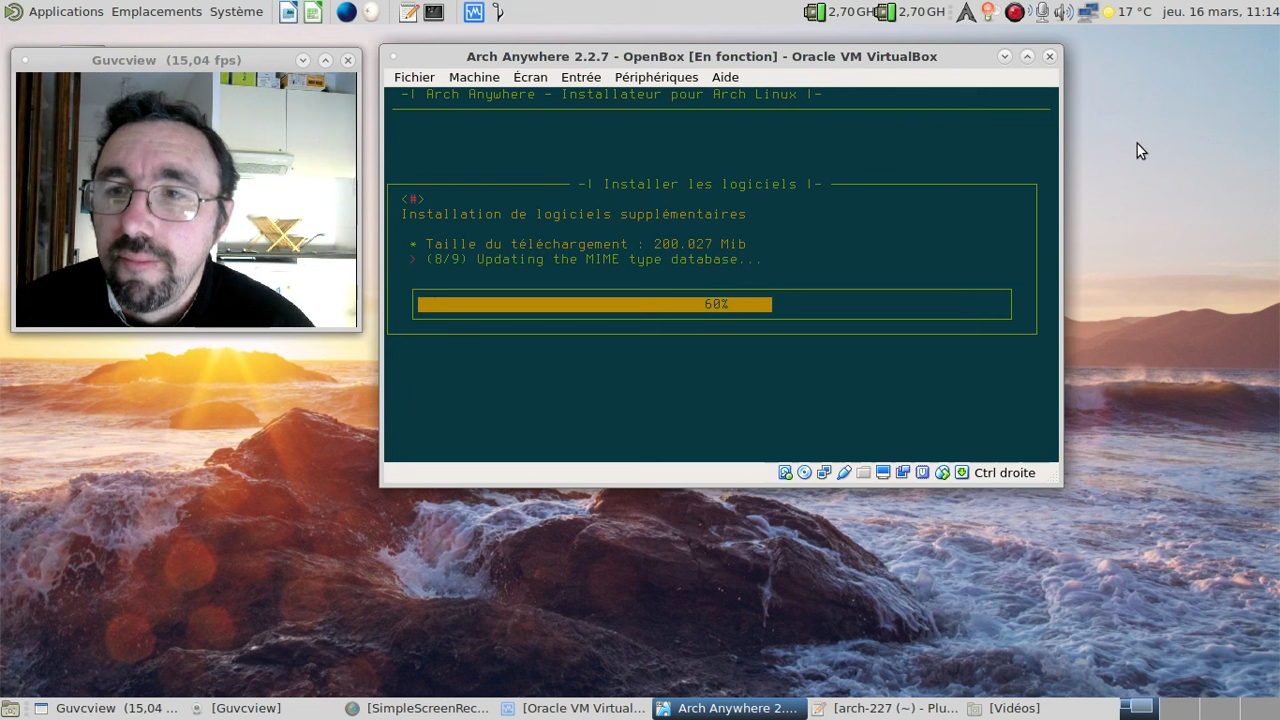 Applications Emplacements Système 2,70 GH 2,70 GH 17 °C jeu. 16 mars, 11:14
Guvcview (15,04 fps)
Arch Anywhere 2.2.7 - OpenBox [En fonction] - Oracle VM VirtualBox
Fichier Machine Écran Entrée Périphériques Aide
-| Arch Anywhere - Installateur pour Arch Linux |-
-| Installer les logiciels |-
<#>
Installation de logiciels supplémentaires
* Taille du téléchargement : 200.027 Mib
> (8/9) Updating the MIME type database...
60%
Ctrl droite
Guvcview (15,04 ... [Guvcview] [SimpleScreenRec... [Oracle VM Virtual... Arch Anywhere 2.... [arch-227 (~) - Plu... [Vidéos]